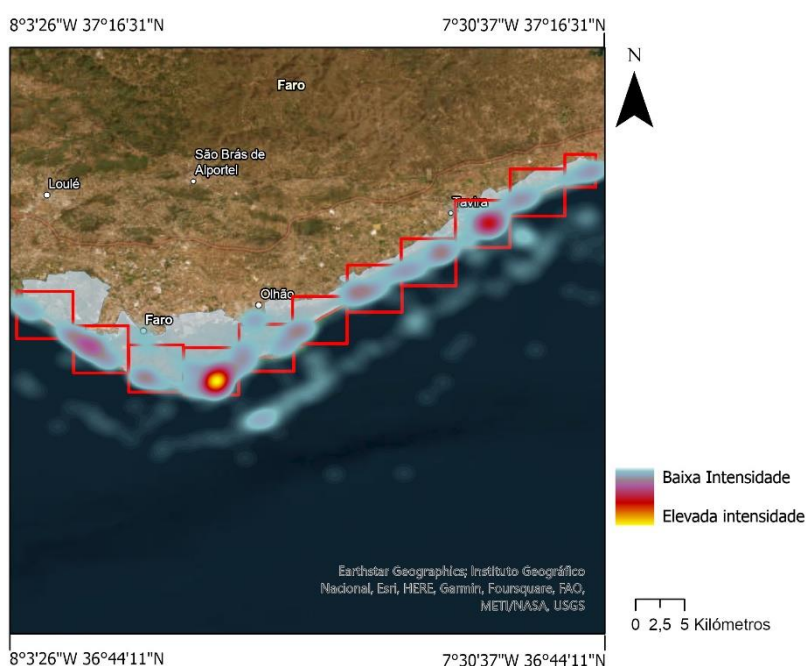 8°3'26"W 37°16'31"N
7°30'37"W 37°16'31"N
N
Faro
São Brás de
Alportel
Loulé
Tavira
Olhão
Faro
Baixa Intensidade
Elevada intensidade
Earthstar Geographics; Instituto Geográfico
Nacional, Esri, HERE, Garmin, Foursquare, FAO,
METI/NASA, USGS
0 2,5 5 Kilómetros
8°3'26"W 36°44'11"N
7°30'37"W 36°44'11"N